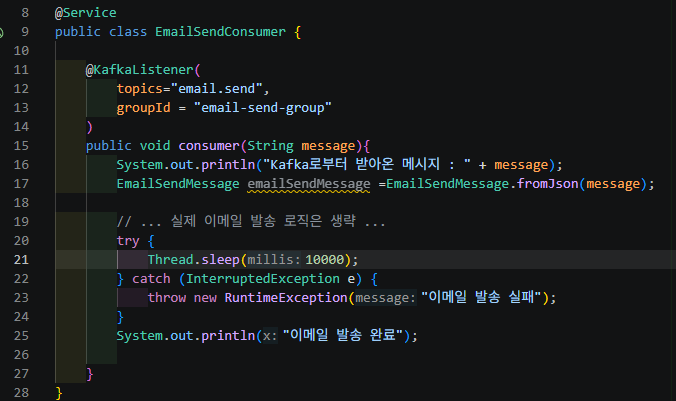 8 @Service
9 public class EmailSendConsumer {
10
11 @KafkaListener(
12 topics="email.send",
13 groupId = "email-send-group"
14 )
15 public void consumer(String message){
16 System.out.println("Kafka로부터 받아온 메시지 : " + message);
17 EmailSendMessage emailSendMessage =EmailSendMessage.fromJson(message);
18
19 // ... 실제 이메일 발송 로직은 생략 ...
20 try {
21 Thread.sleep(millis:10000);
22 } catch (InterruptedException e) {
23 throw new RuntimeException(message:"이메일 발송 실패");
24 }
25 System.out.println(x:"이메일 발송 완료");
26
27 }
28 }